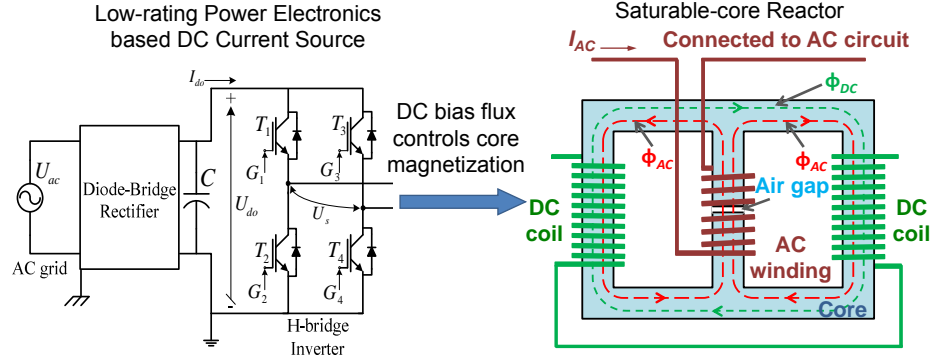 Low-rating Power Electronics
based DC Current Source
I_do
+
U_ac
AC grid
Diode-Bridge
Rectifier
C
U_do
-
T_1
G_1
T_3
G_3
U_s
T_2
G_2
T_4
G_4
H-bridge
Inverter
DC bias flux
controls core
magnetization
Saturable-core Reactor
I_AC
Connected to AC circuit
ϕ_DC
ϕ_AC
ϕ_AC
Air gap
DC
coil
DC
coil
AC
winding
Core